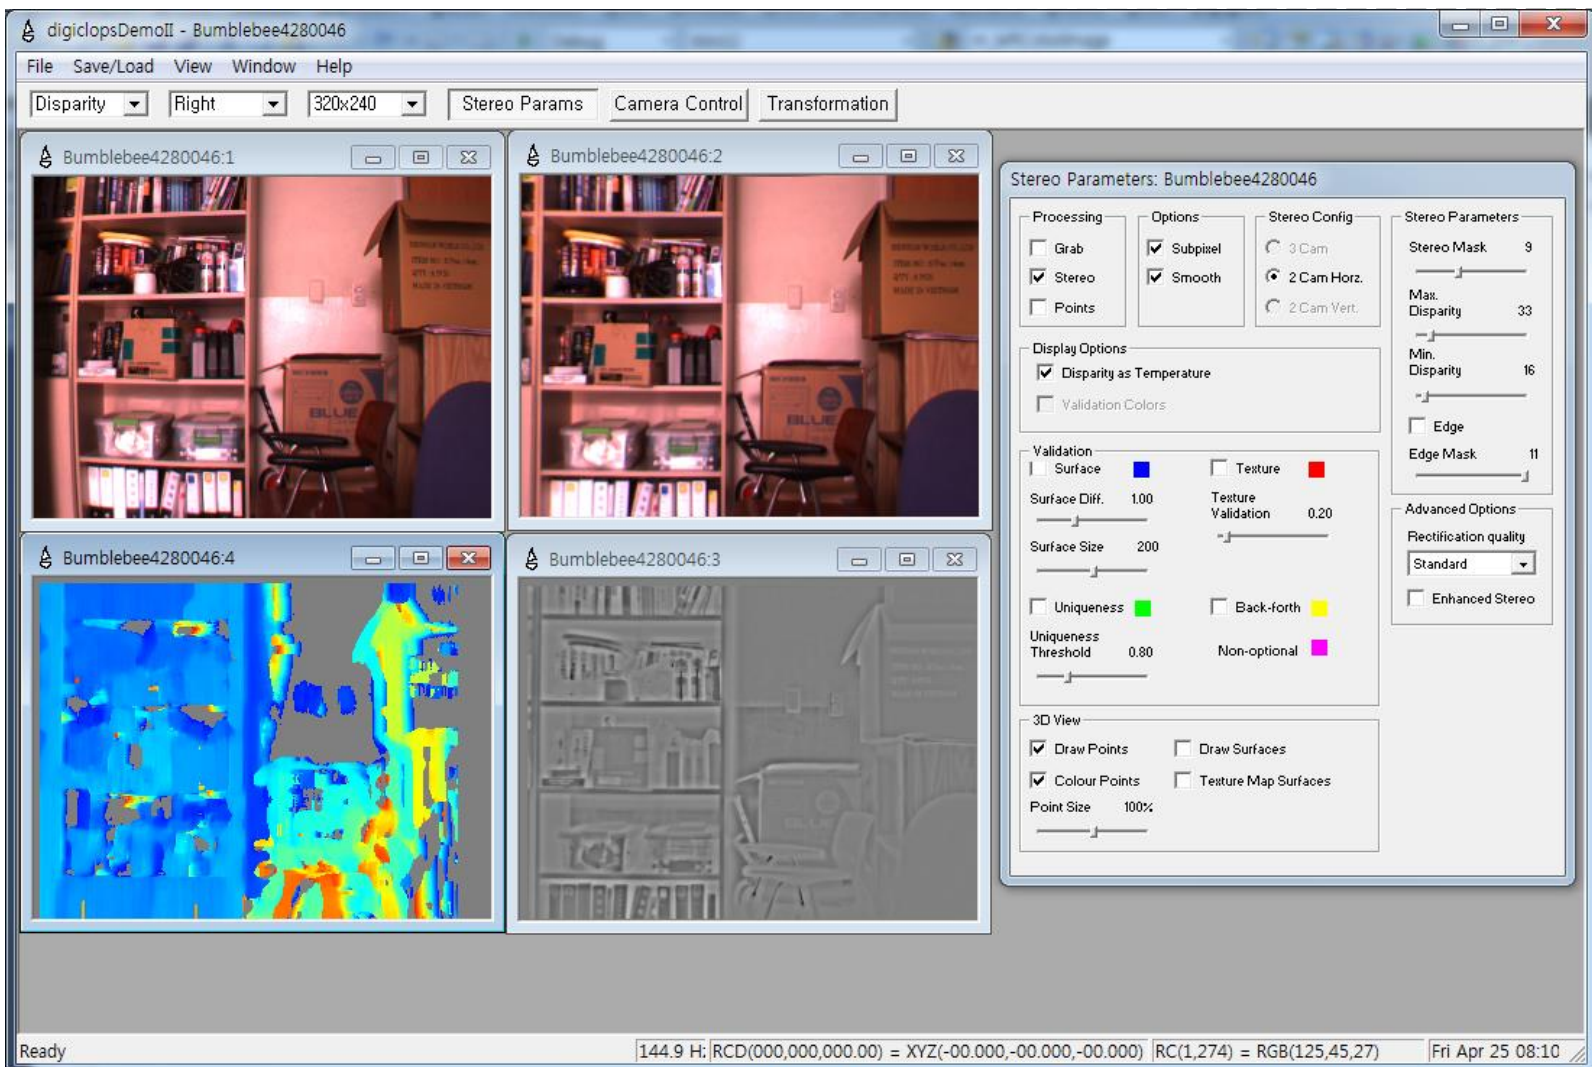 digiclopsDemoII - Bumblebee4280046
File Save/Load View Window Help
Disparity Right 320x240 Stereo Params Camera Control Transformation
Bumblebee4280046:1
Bumblebee4280046:2
BLUE
BLUE
Bumblebee4280046:4
Bumblebee4280046:3
Stereo Parameters: Bumblebee4280046
Processing
Grab
Stereo
Points
Options
Subpixel
Smooth
Stereo Config
3 Cam
2 Cam Horz.
2 Cam Vert.
Display Options
Disparity as Temperature
Validation Colors
Validation
Surface
Texture
Surface Diff. 1.00
Texture
Validation 0.20
Surface Size 200
Uniqueness
Back-forth
Uniqueness
Threshold 0.80
Non-optional
3D View
Draw Points
Draw Surfaces
Colour Points
Texture Map Surfaces
Point Size 100%
Stereo Parameters
Stereo Mask 9
Max.
Disparity 33
Min.
Disparity 16
Edge
Edge Mask 11
Advanced Options
Rectification quality
Standard
Enhanced Stereo
Ready
144.9 H: RCD(000,000,000.00) = XYZ(-00.000,-00.000,-00.000) RC(1,274) = RGB(125,45,27) Fri Apr 25 08:10